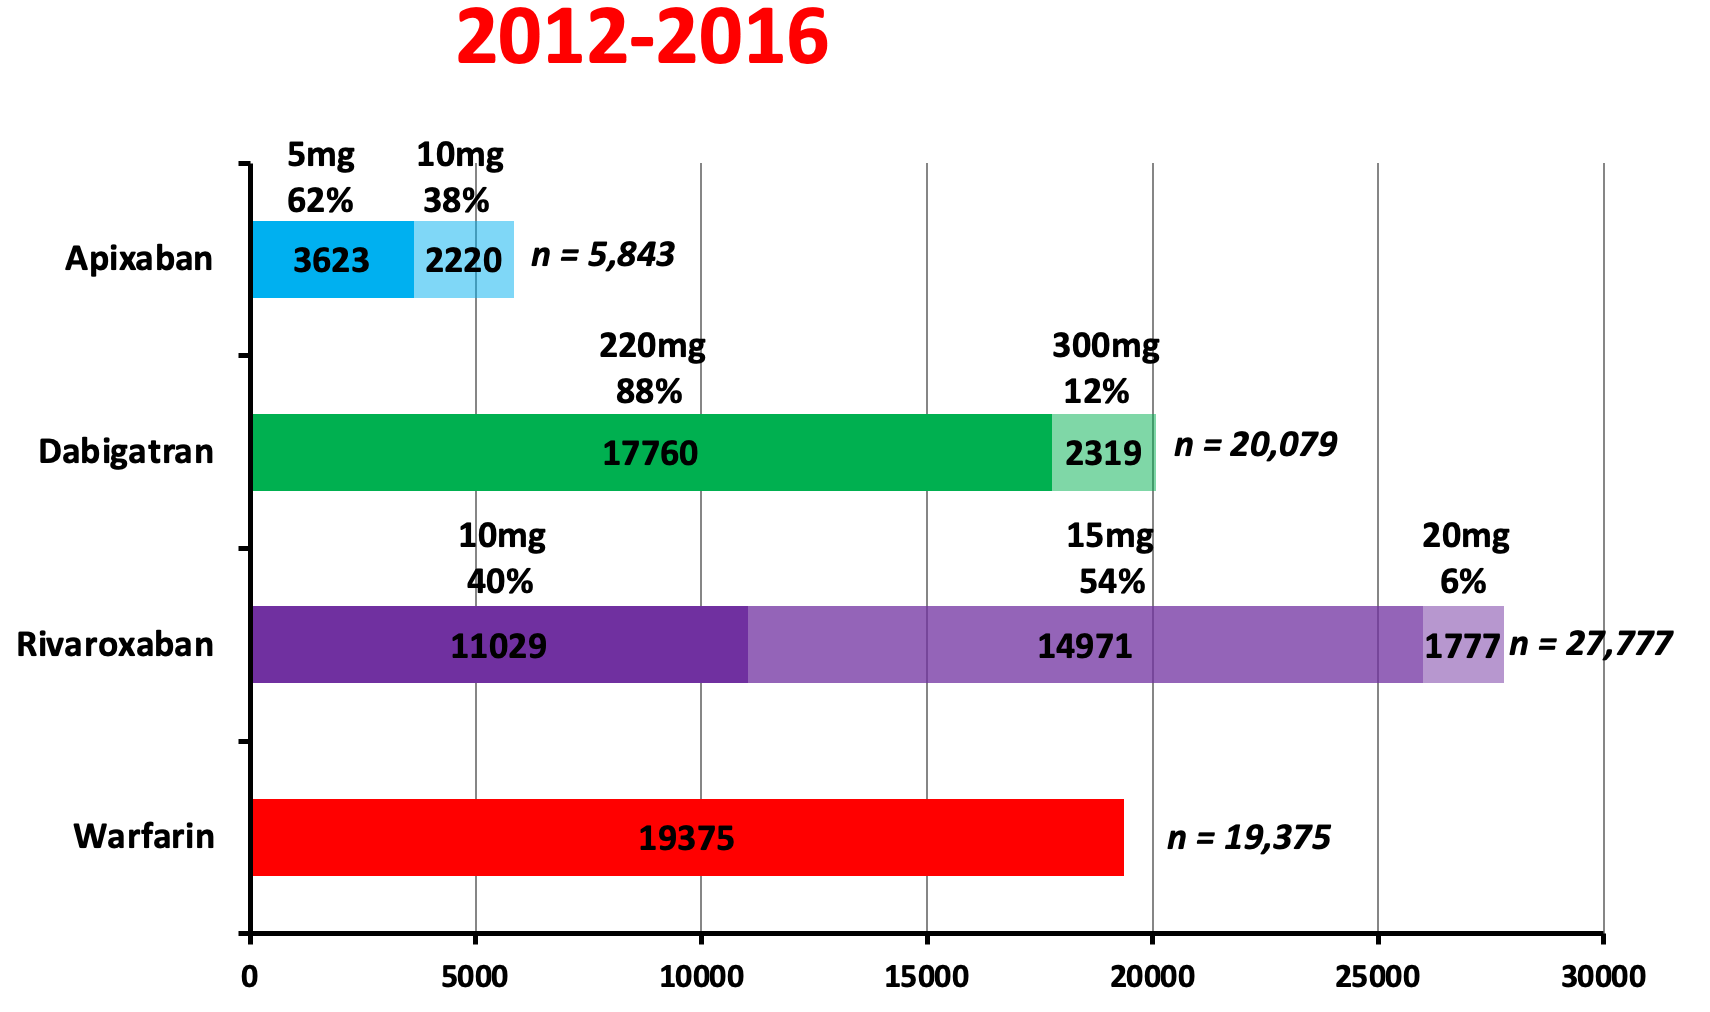 2012-2016
5mg 10mg
62% 38%
Apixaban 3623 2220 n = 5,843
220mg 300mg
88% 12%
Dabigatran 17760 2319 n = 20,079
10mg 15mg 20mg
40% 54% 6%
Rivaroxaban 11029 14971 1777 n = 27,777
Warfarin 19375 n = 19,375
0 5000 10000 15000 20000 25000 30000